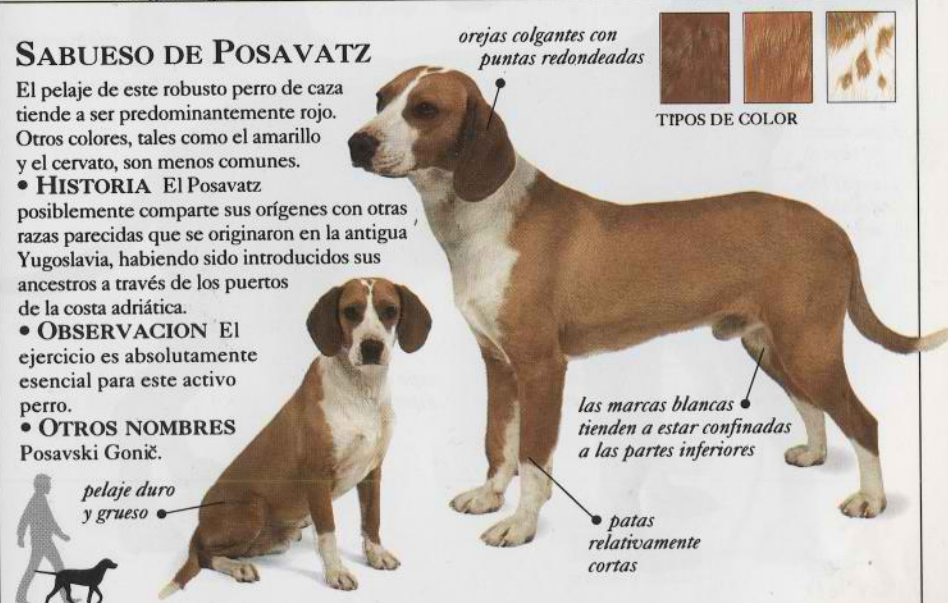 SABUESO DE POSAVATZ
El pelaje de este robusto perro de caza
tiende a ser predominantemente rojo.
Otros colores, tales como el amarillo
y el cervato, son menos comunes.
• HISTORIA El Posavatz
posiblemente comparte sus orígenes con otras
razas parecidas que se originaron en la antigua
Yugoslavia, habiendo sido introducidos sus
ancestros a través de los puertos
de la costa adriática.
• OBSERVACION El
ejercicio es absolutamente
esencial para este activo
perro.
• OTROS NOMBRES
Posavski Gonič.
orejas colgantes con
puntas redondeadas
TIPOS DE COLOR
las marcas blancas
tienden a estar confinadas
a las partes inferiores
pelaje duro
y grueso
patas
relativamente
cortas